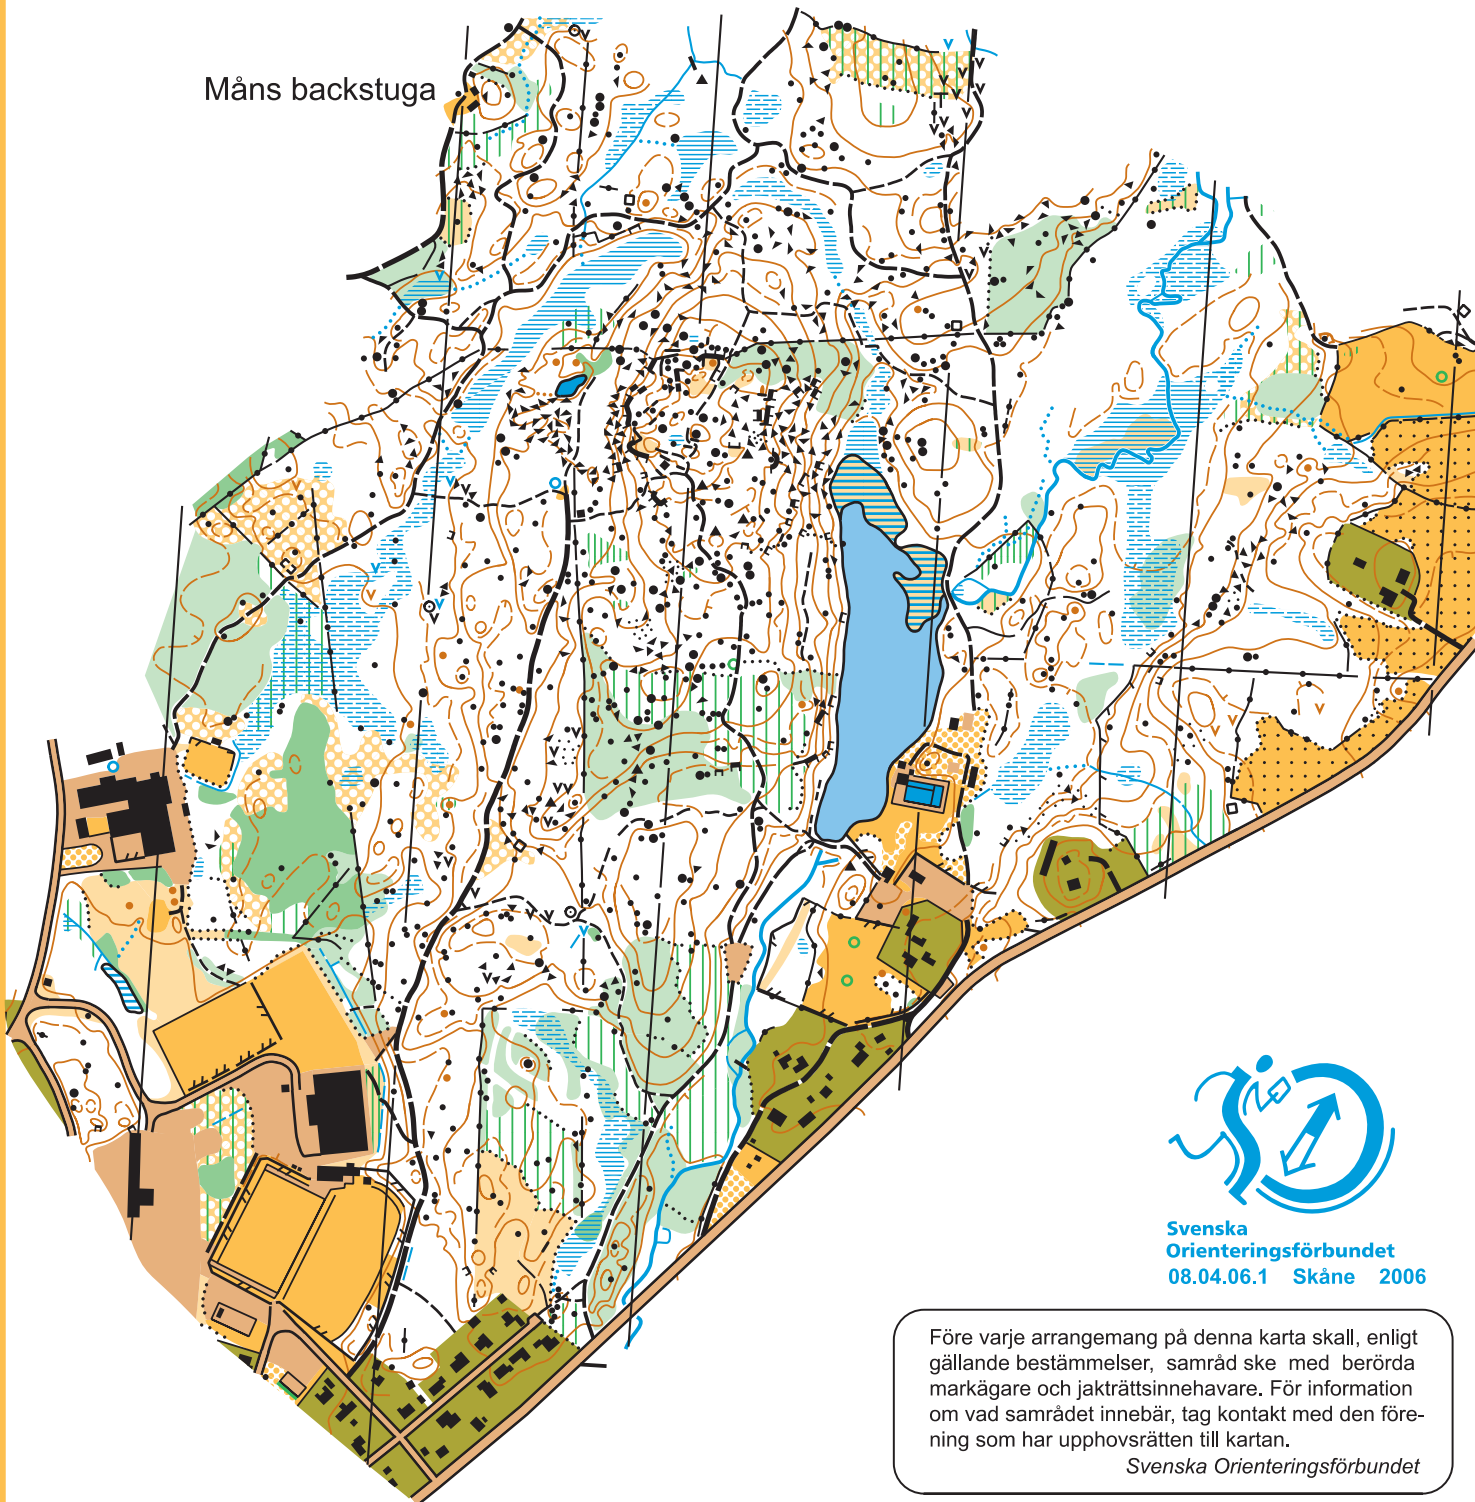 Måns backstuga
Svenska
Orienteringsförbundet
08.04.06.1 Skåne 2006
Före varje arrangemang på denna karta skall, enligt
gällande bestämmelser, samråd ske med berörda
markägare och jakträttsinnehavare. För information
om vad samrådet innebär, tag kontakt med den före-
ning som har upphovsrätten till kartan.
Svenska Orienteringsförbundet